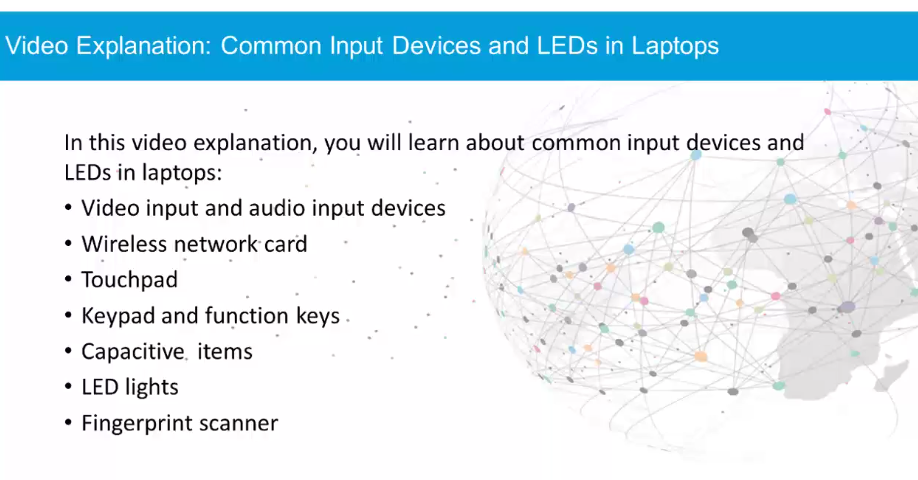 Video Explanation: Common Input Devices and LEDs in Laptops
In this video explanation, you will learn about common input devices and
LEDs in laptops:
• Video input and audio input devices
• Wireless network card
• Touchpad
• Keypad and function keys
• Capacitive items
• LED lights
• Fingerprint scanner